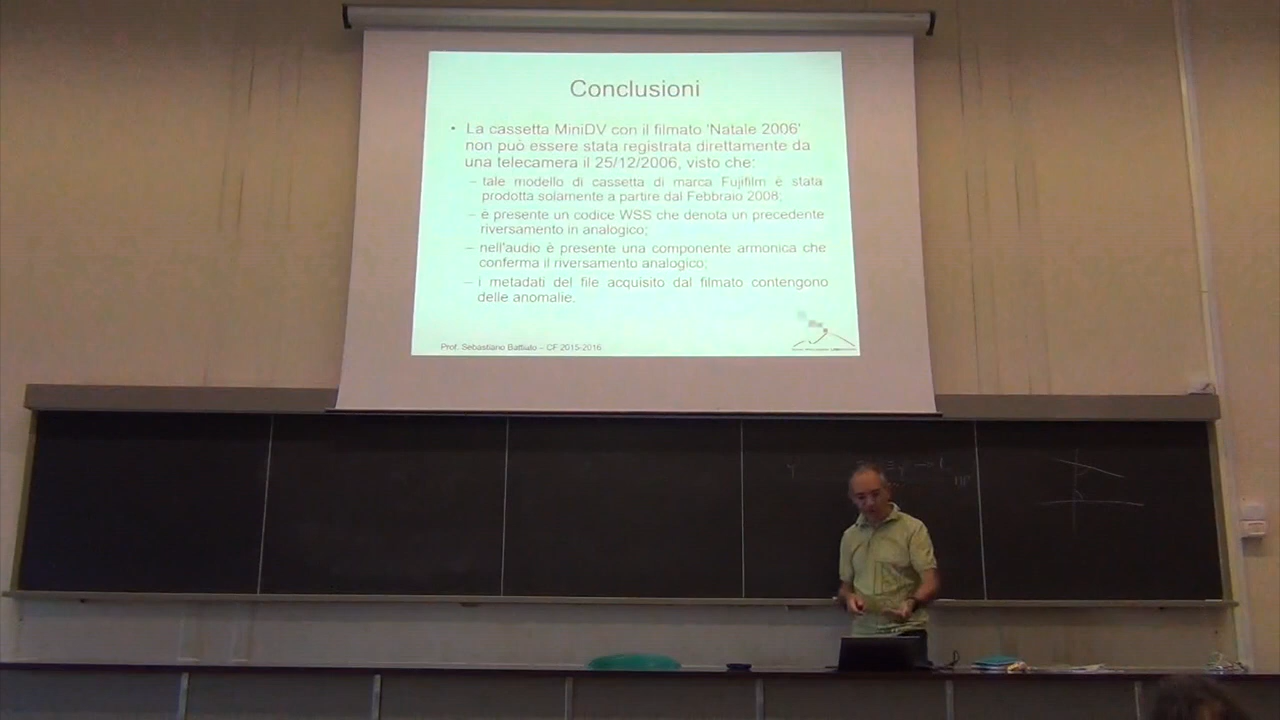 Conclusioni
• La cassetta MiniDV con il filmato 'Natale 2006'
non può essere stata registrata direttamente da
una telecamera il 25/12/2006, visto che:
– tale modello di cassetta di marca Fujifilm è stata
prodotta solamente a partire dal Febbraio 2008;
– è presente un codice WSS che denota un precedente
riversamento in analogico;
– nell'audio è presente una componente armonica che
conferma il riversamento analogico;
– i metadati del file acquisito dal filmato contengono
delle anomalie.
Prof. Sebastiano Battiato – CF 2015-2016